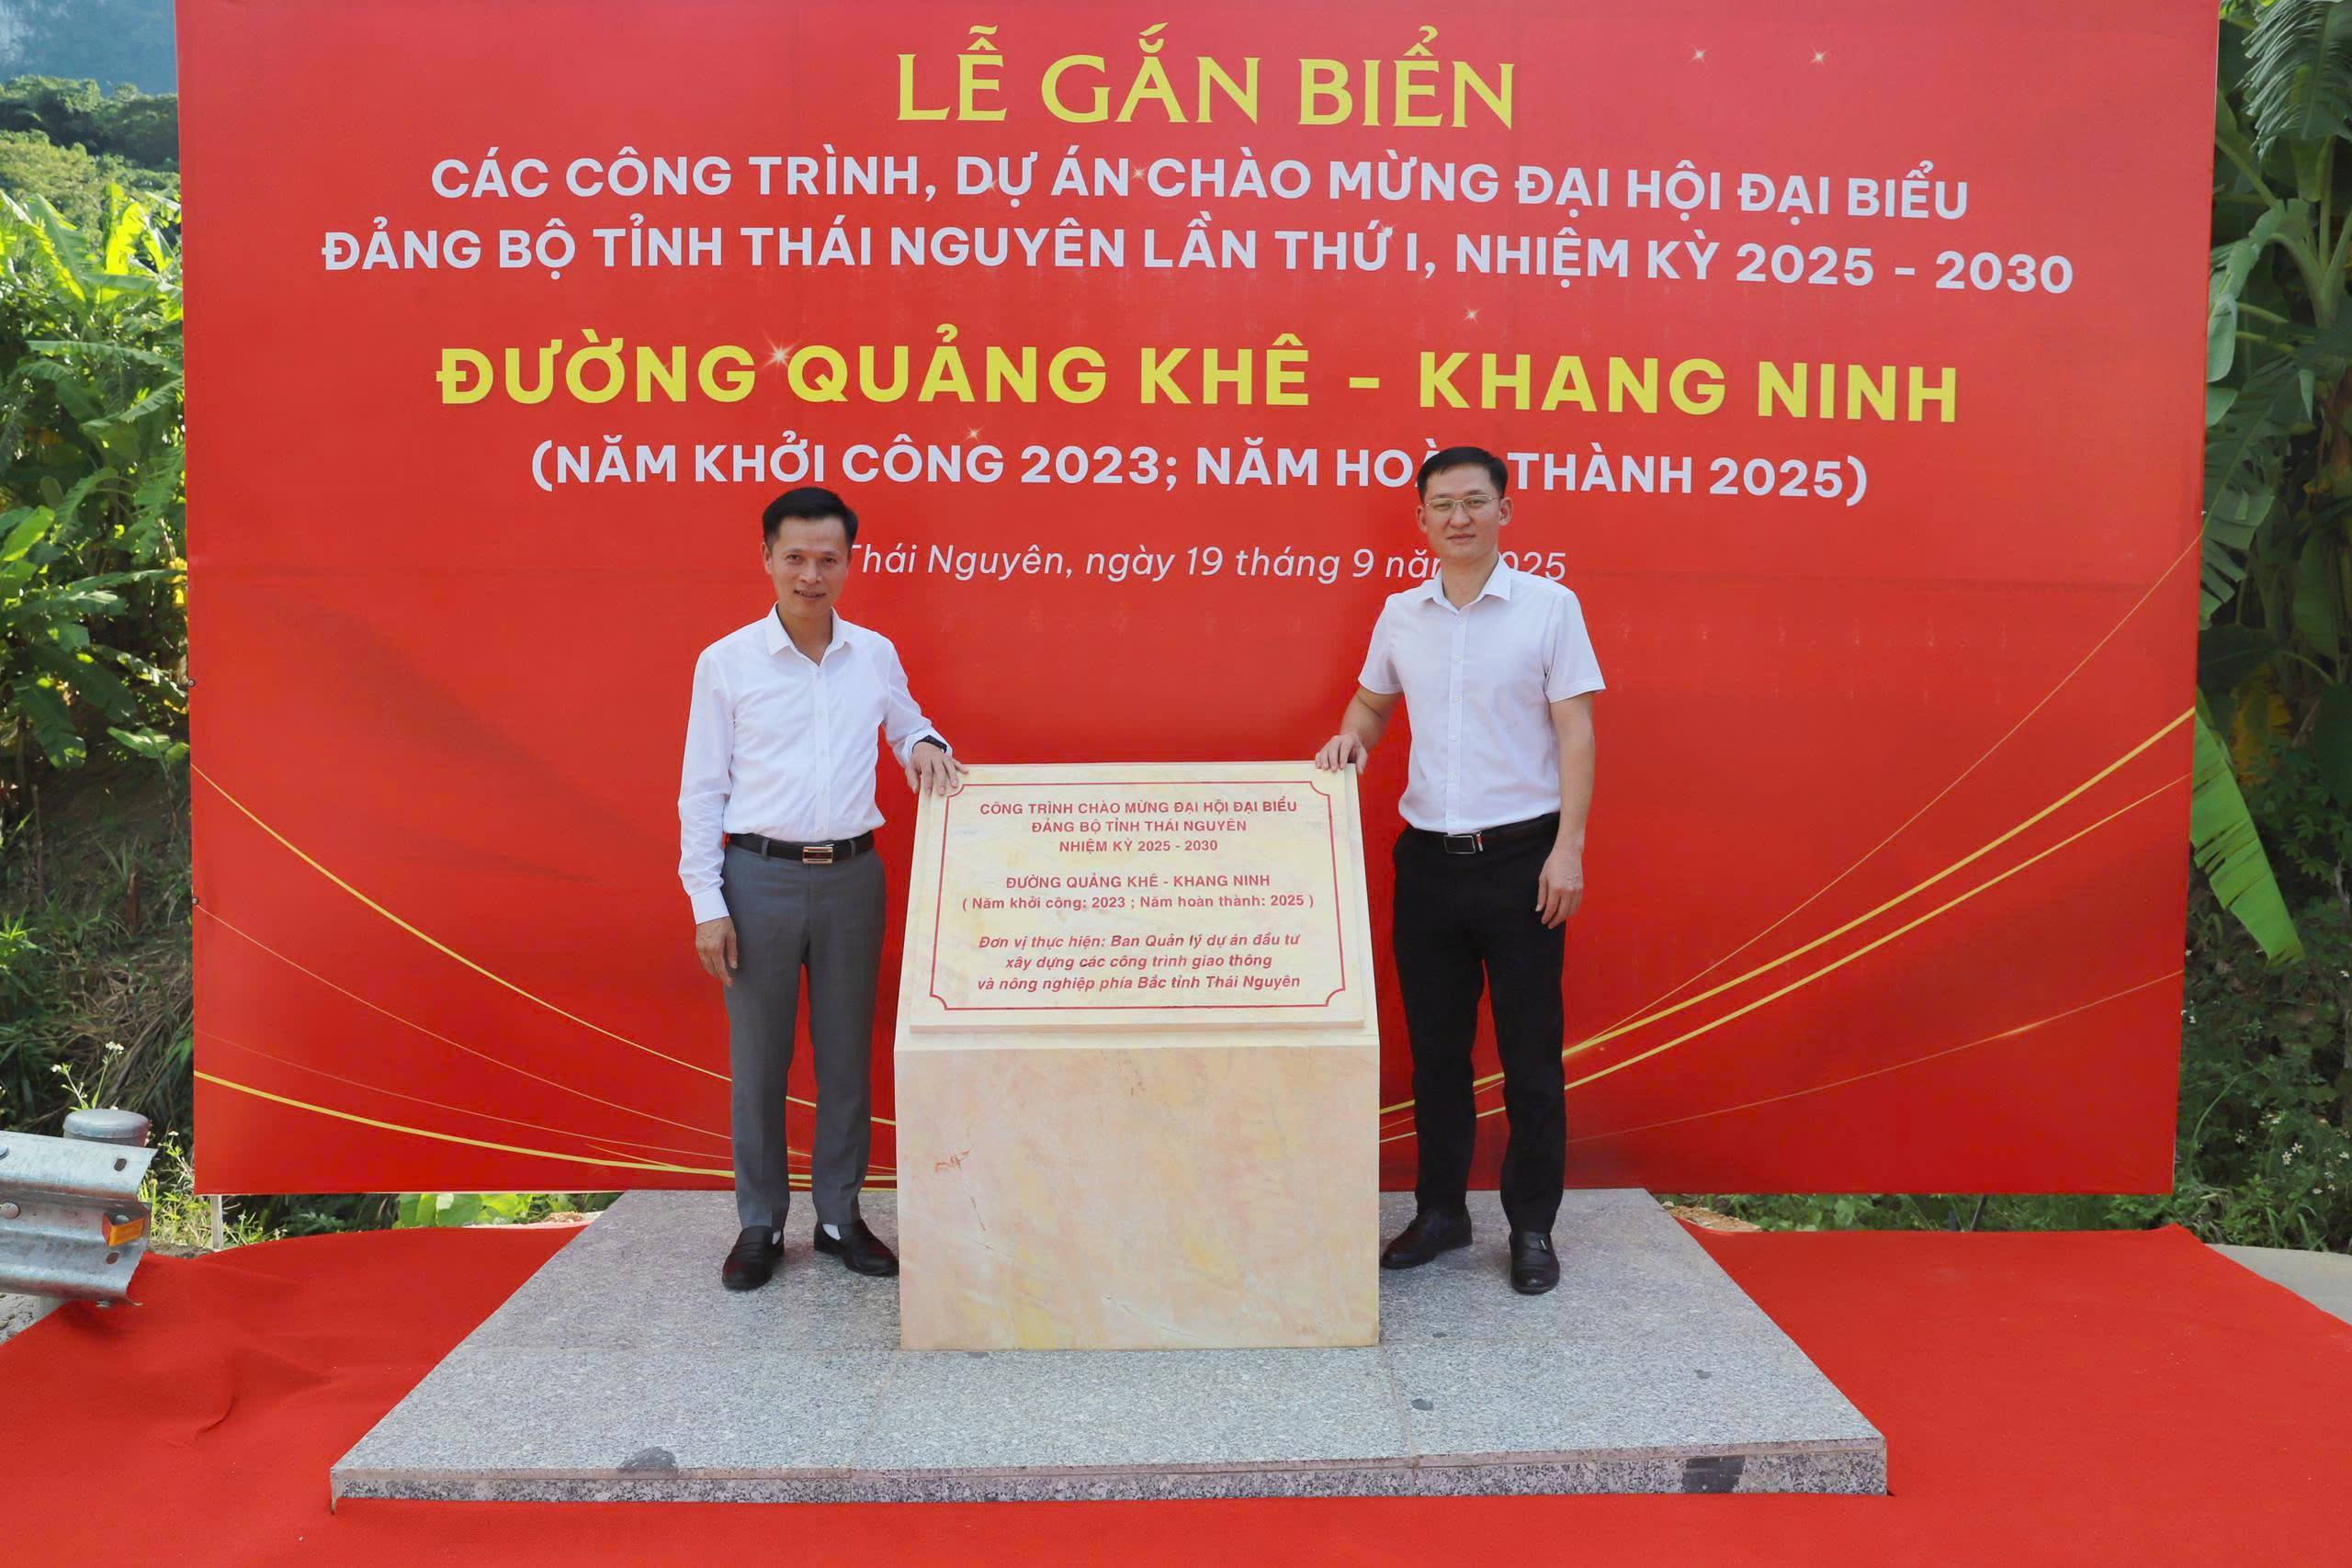 LỄ GẮN BIỂN
CÁC CÔNG TRÌNH, DỰ ÁN CHÀO MỪNG ĐẠI HỘI ĐẠI BIỂU
ĐẢNG BỘ TỈNH THÁI NGUYÊN LẦN THỨ I, NHIỆM KỲ 2025 - 2030
ĐƯỜNG QUẢNG KHÊ - KHANG NINH
(NĂM KHỞI CÔNG 2023; NĂM THÀNH 2025)
Thái Nguyên, ngày 19 tháng 9
CÔNG TRÌNH CHÀO MỪNG ĐẠI HỘI ĐẠI BIỂU
ĐẢNG BỘ TỈNH THÁI NGUYÊN
NHIỆM KỲ 2025 - 2030
ĐƯỜNG QUẢNG KHÊ - KHANG NINH
( Năm khởi công: 2023 ; Năm hoàn thành: 2025 )
Đơn vị thực hiện: Ban Quản lý dự án đầu tư
xây dựng các công trình giao thông
và nông nghiệp phía Bắc tỉnh Thái Nguyên